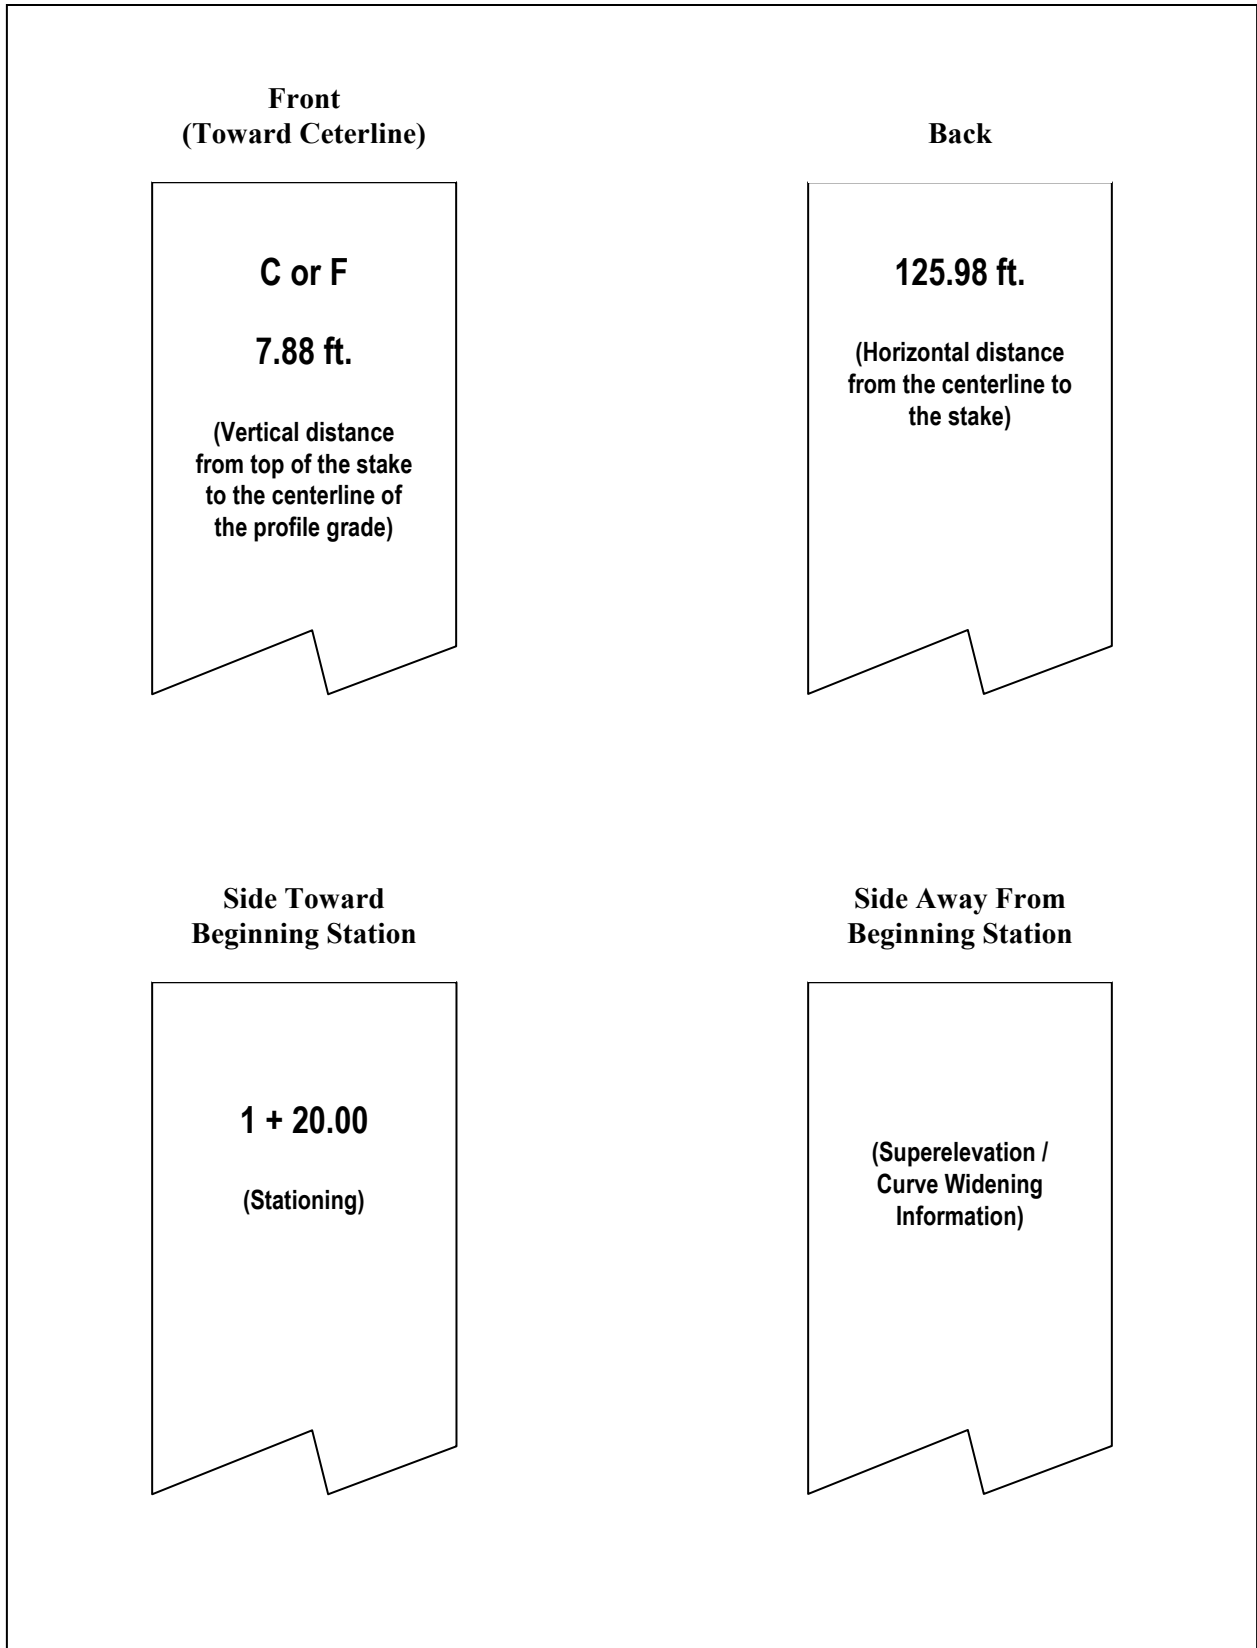 Front
(Toward Ceterline)
C or F
7.88 ft.
(Vertical distance
from top of the stake
to the centerline of
the profile grade)
Back
125.98 ft.
(Horizontal distance
from the centerline to
the stake)
Side Toward
Beginning Station
1 + 20.00
(Stationing)
Side Away From
Beginning Station
(Superelevation /
Curve Widening
Information)